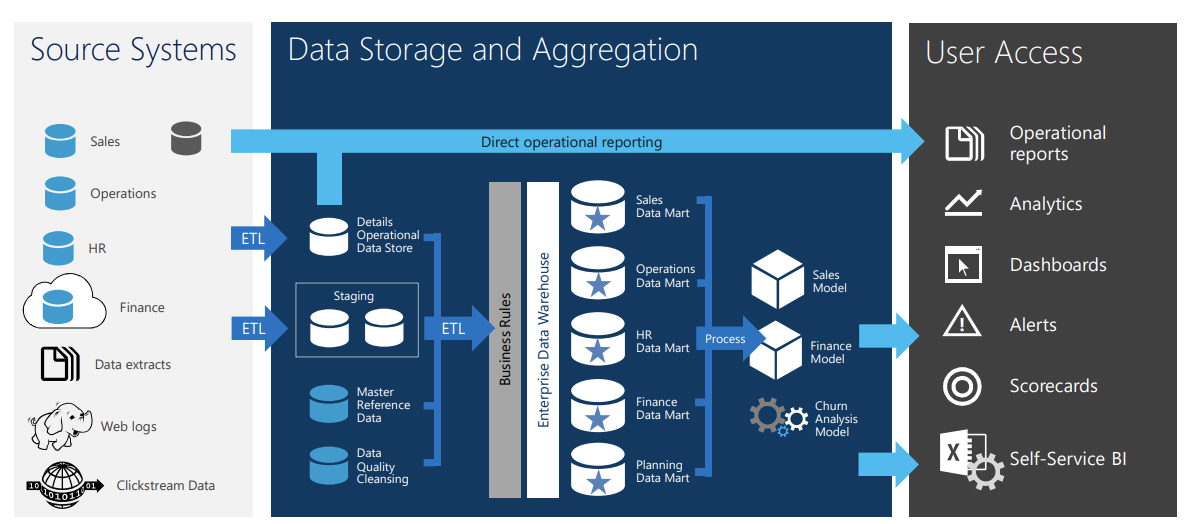 Source Systems
Sales
Operations
HR
Finance
Data extracts
Web logs
10
01
1010110
Clickstream Data
Data Storage and Aggregation
Direct operational reporting
ETL
ETL
Details
Operational
Data Store
Staging
Master
Reference
Data
Data
Quality
Cleansing
ETL
Business Rules
Enterprise Data Warehouse
Sales
Data Mart
Operations
Data Mart
HR
Data Mart
Finance
Data Mart
Planning
Data Mart
Process
Sales
Model
Finance
Model
Churn
Analysis
Model
User Access
Operational
reports
Analytics
Dashboards
Alerts
Scorecards
X
Self-Service BI